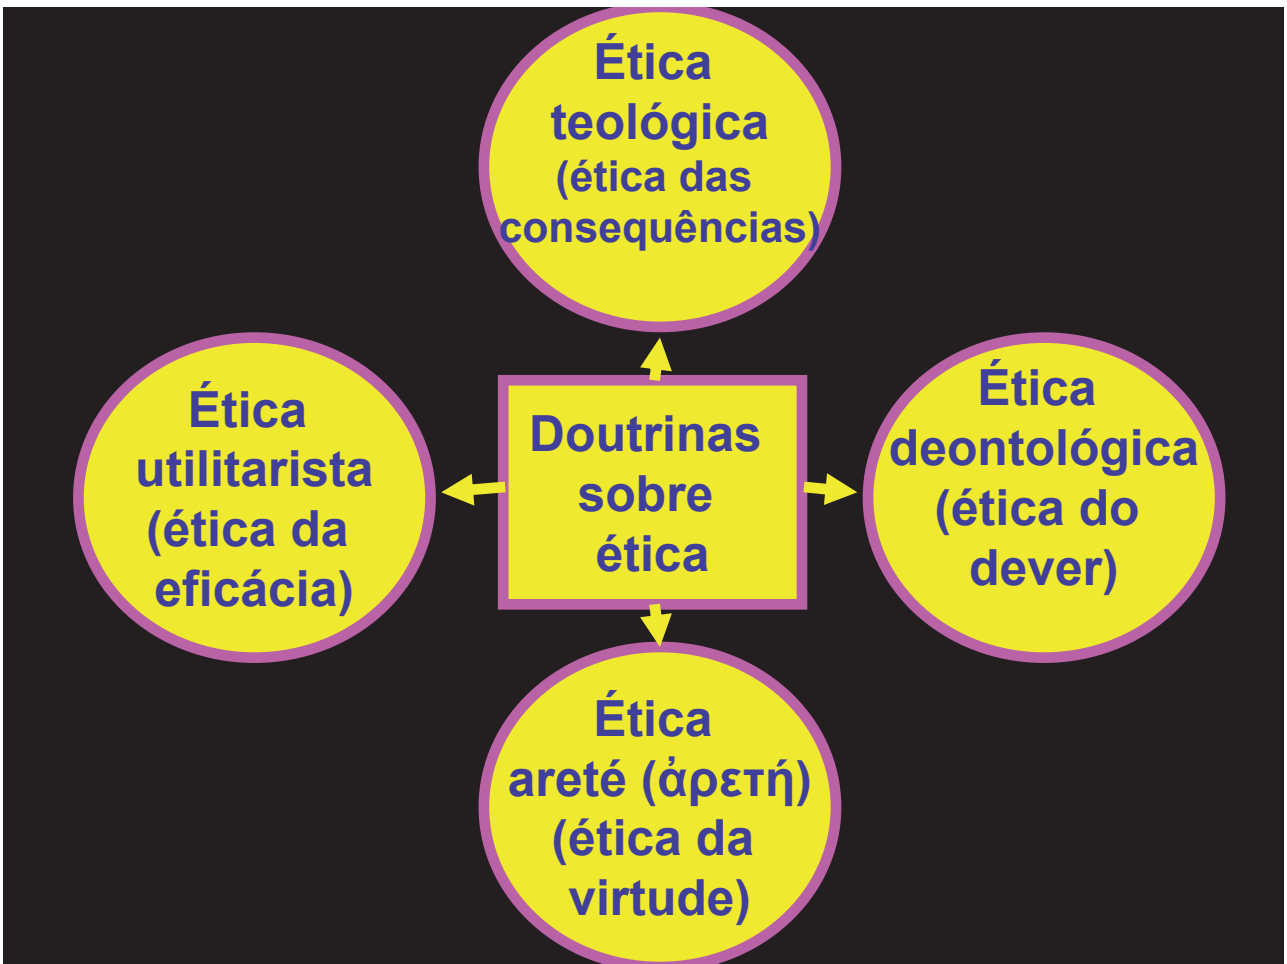 Ética
teológica
(ética das
consequências)
Ética
utilitarista
(ética da
eficácia)
Doutrinas
sobre
ética
Ética
deontológica
(ética do
dever)
Ética
areté (ἀρετή)
(ética da
virtude)